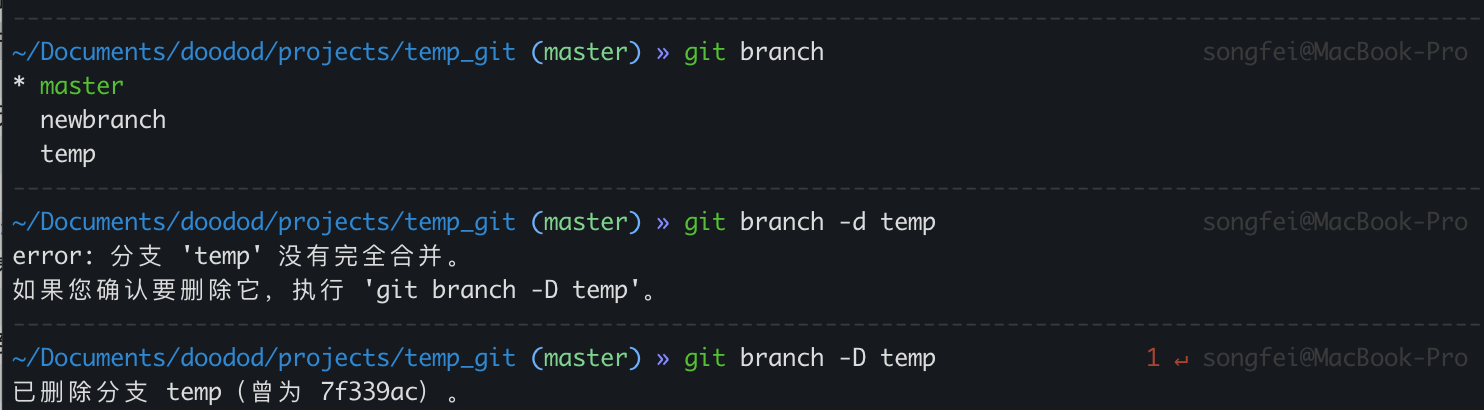 ~/Documents/doodod/projects/temp_git (master) » git branch songfei@MacBook-Pro
* master
newbranch
temp
~/Documents/doodod/projects/temp_git (master) » git branch -d temp songfei@MacBook-Pro
error: 分支 'temp' 没有完全合并。
如果您确认要删除它，执行 'git branch -D temp'。
~/Documents/doodod/projects/temp_git (master) » git branch -D temp 1 ↵ songfei@MacBook-Pro
已删除分支 temp（曾为 7f339ac）。